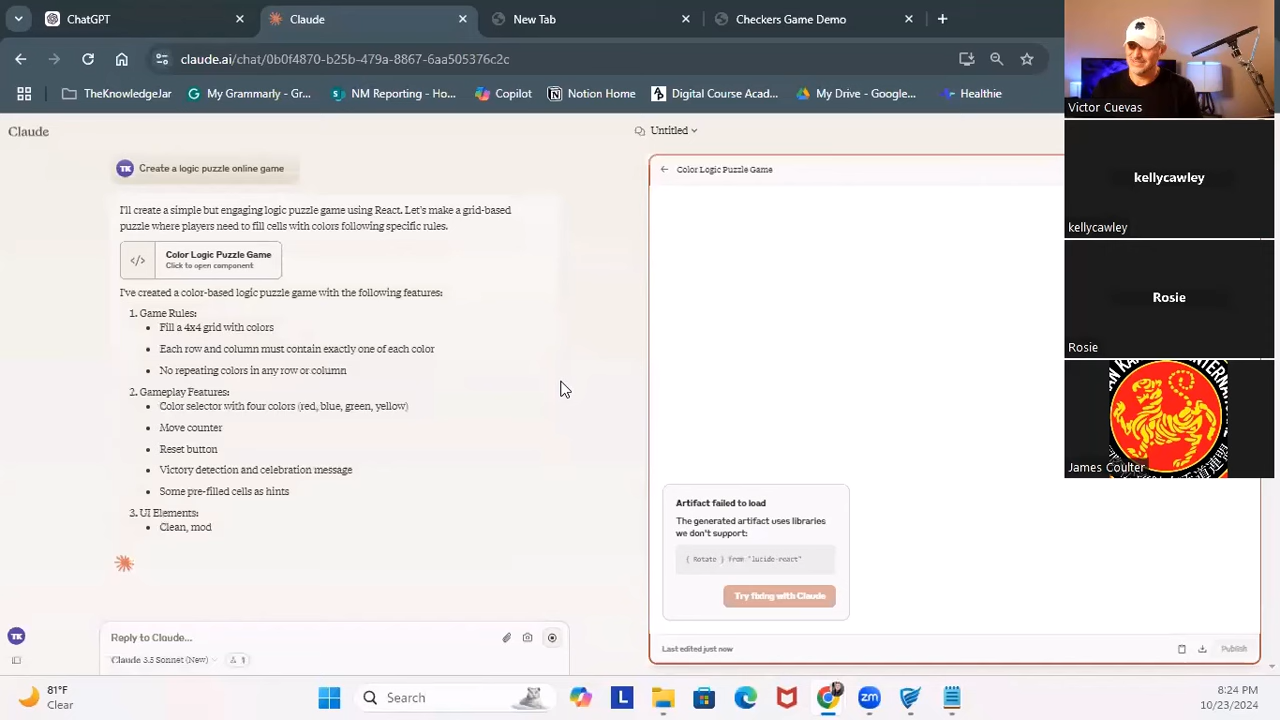 ChatGPT
Claude
New Tab
Checkers Game Demo
claude.ai/chat/0b0f4870-b25b-479a-8867-6aa505376c2c
TheKnowledgeJar
My Grammarly - Gr...
NM Reporting - Ho...
Copilot
Notion Home
Digital Course Acad...
My Drive - Google...
Healthie
Claude
Untitled
TK
Create a logic puzzle online game
I'll create a simple but engaging logic puzzle game using React. Let's make a grid-based
puzzle where players need to fill cells with colors following specific rules.
</>
Color Logic Puzzle Game
Click to open component
I've created a color-based logic puzzle game with the following features:
1. Game Rules:
• Fill a 4x4 grid with colors
• Each row and column must contain exactly one of each color
• No repeating colors in any row or column
2. Gameplay Features:
• Color selector with four colors (red, blue, green, yellow)
• Move counter
• Reset button
• Victory detection and celebration message
• Some pre-filled cells as hints
3. UI Elements:
• Clean, mod
TK
Reply to Claude...
Claude 3.5 Sonnet (New)
1
Color Logic Puzzle Game
Artifact failed to load
The generated artifact uses libraries
we don't support:
{ Rotate } from "lucide-react"
Try fixing with Claude
Last edited just now
Publish
Victor Cuevas
kellycawley
kellycawley
Rosie
Rosie
James Coulter
81°F
Clear
Search
L
zm
8:24 PM
10/23/2024